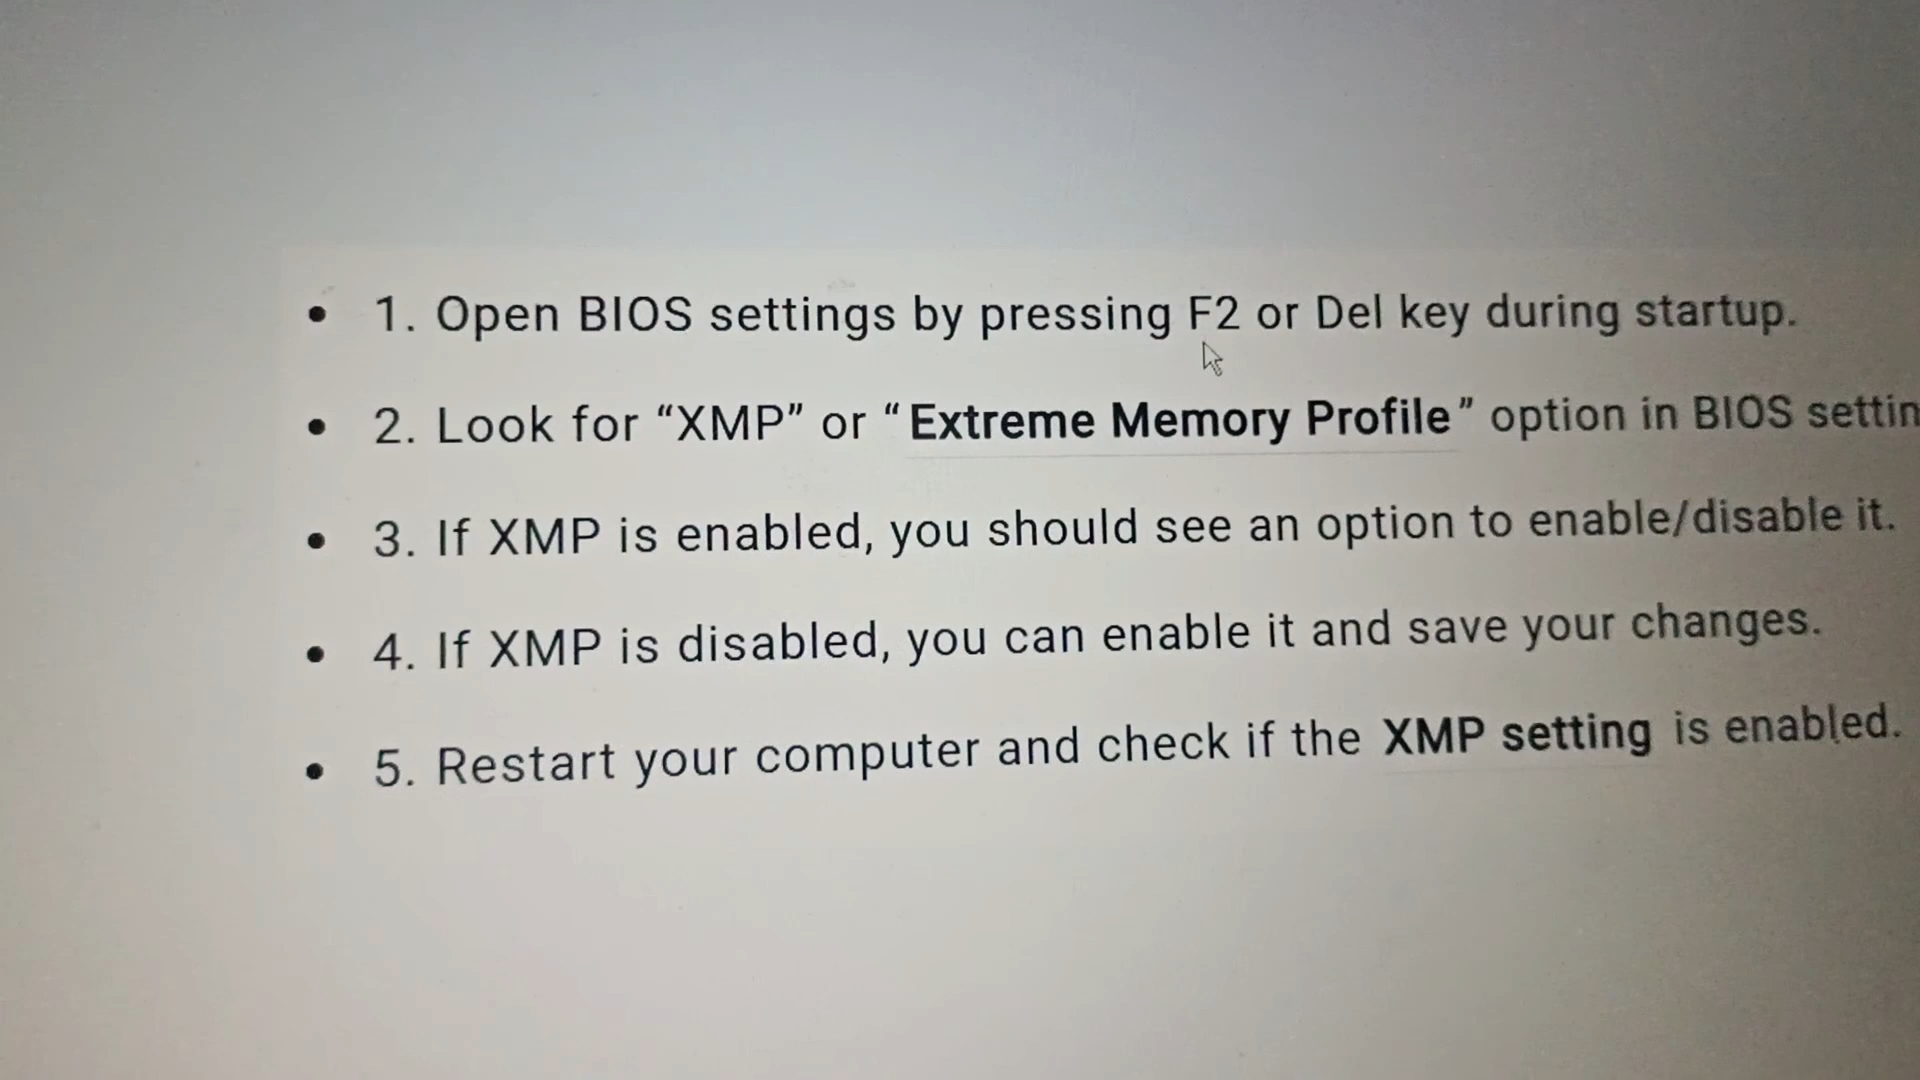 • 1. Open BIOS settings by pressing F2 or Del key during startup.
• 2. Look for “XMP” or “Extreme Memory Profile” option in BIOS settin
• 3. If XMP is enabled, you should see an option to enable/disable it.
• 4. If XMP is disabled, you can enable it and save your changes.
• 5. Restart your computer and check if the XMP setting is enabled.